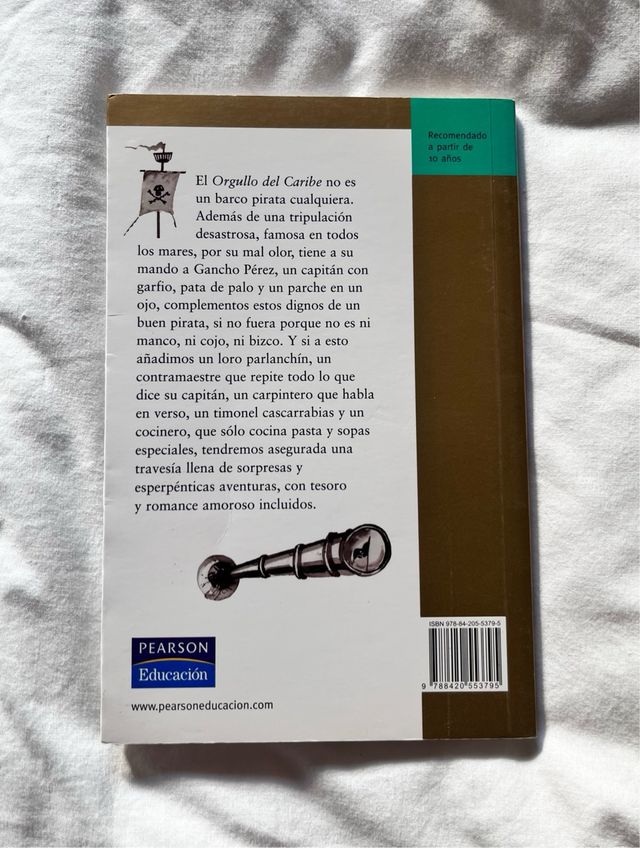 Recomendado
a partir de
10 años
El Orgullo del Caribe no es
un barco pirata cualquiera.
Además de una tripulación
desastrosa, famosa en todos
los mares, por su mal olor, tiene a su
mando a Gancho Pérez, un capitán con
garfio, pata de palo y un parche en un
ojo, complementos estos dignos de un
buen pirata, si no fuera porque no es ni
manco, ni cojo, ni bizco. Y si a esto
añadimos un loro parlanchín, un
contramaestre que repite todo lo que
dice su capitán, un carpintero que habla
en verso, un timonel cascarrabias y un
cocinero, que sólo cocina pasta y sopas
especiales, tendremos asegurada una
travesía llena de sorpresas y
esperpénticas aventuras, con tesoro
y romance amoroso incluidos.
PEARSON
Educación
www.pearsoneducacion.com
ISBN 978-84-205-5379-5
9 788420 553795